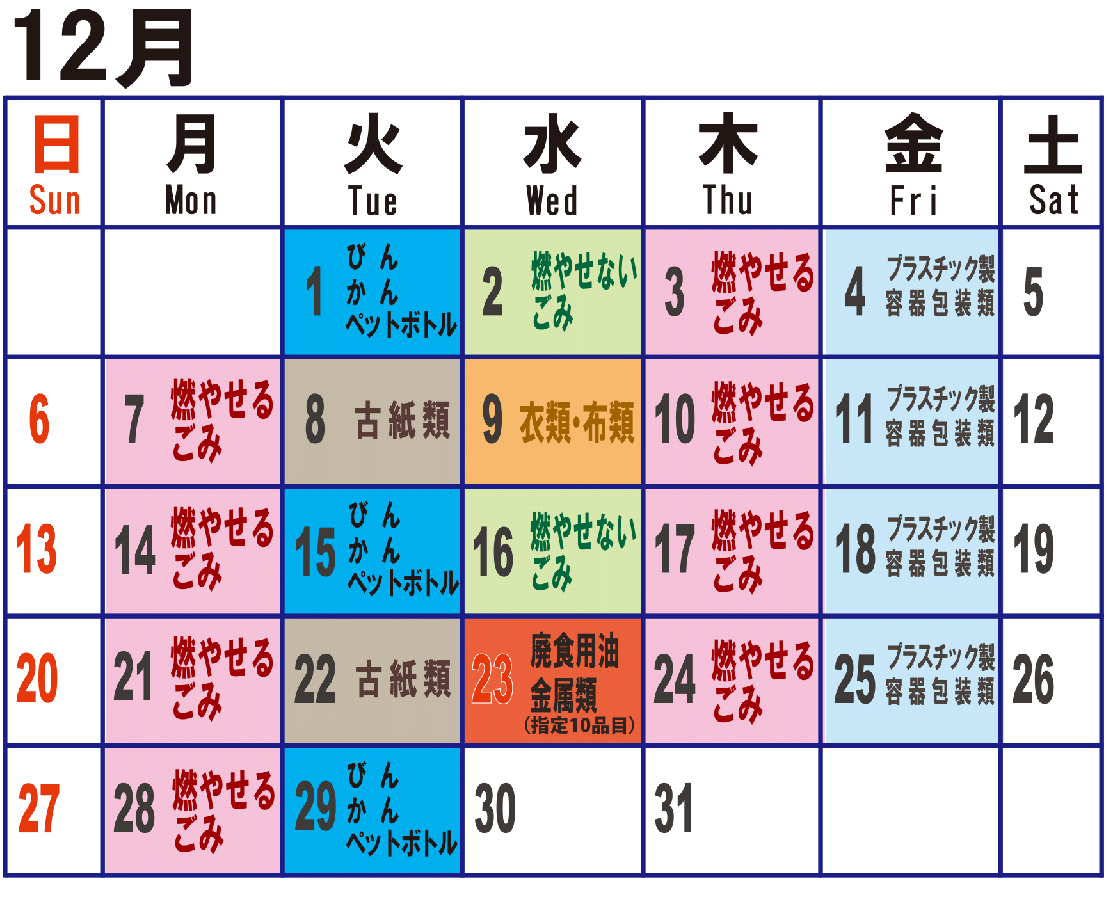 12月
日 月 火 水 木 金 土
Sun Mon Tue Wed Thu Fri Sat
1
びん
かん
ペットボトル
2
燃やせない
ごみ
3
燃やせる
ごみ
4
プラスチック製
容器包装類
5
6
7
燃やせる
ごみ
8
古紙類
9
衣類・布類
10
燃やせる
ごみ
11
プラスチック製
容器包装類
12
13
14
燃やせる
ごみ
15
びん
かん
ペットボトル
16
燃やせない
ごみ
17
燃やせる
ごみ
18
プラスチック製
容器包装類
19
20
21
燃やせる
ごみ
22
古紙類
23
廃食用油
金属類
(指定10品目)
24
燃やせる
ごみ
25
プラスチック製
容器包装類
26
27
28
燃やせる
ごみ
29
びん
かん
ペットボトル
30
31